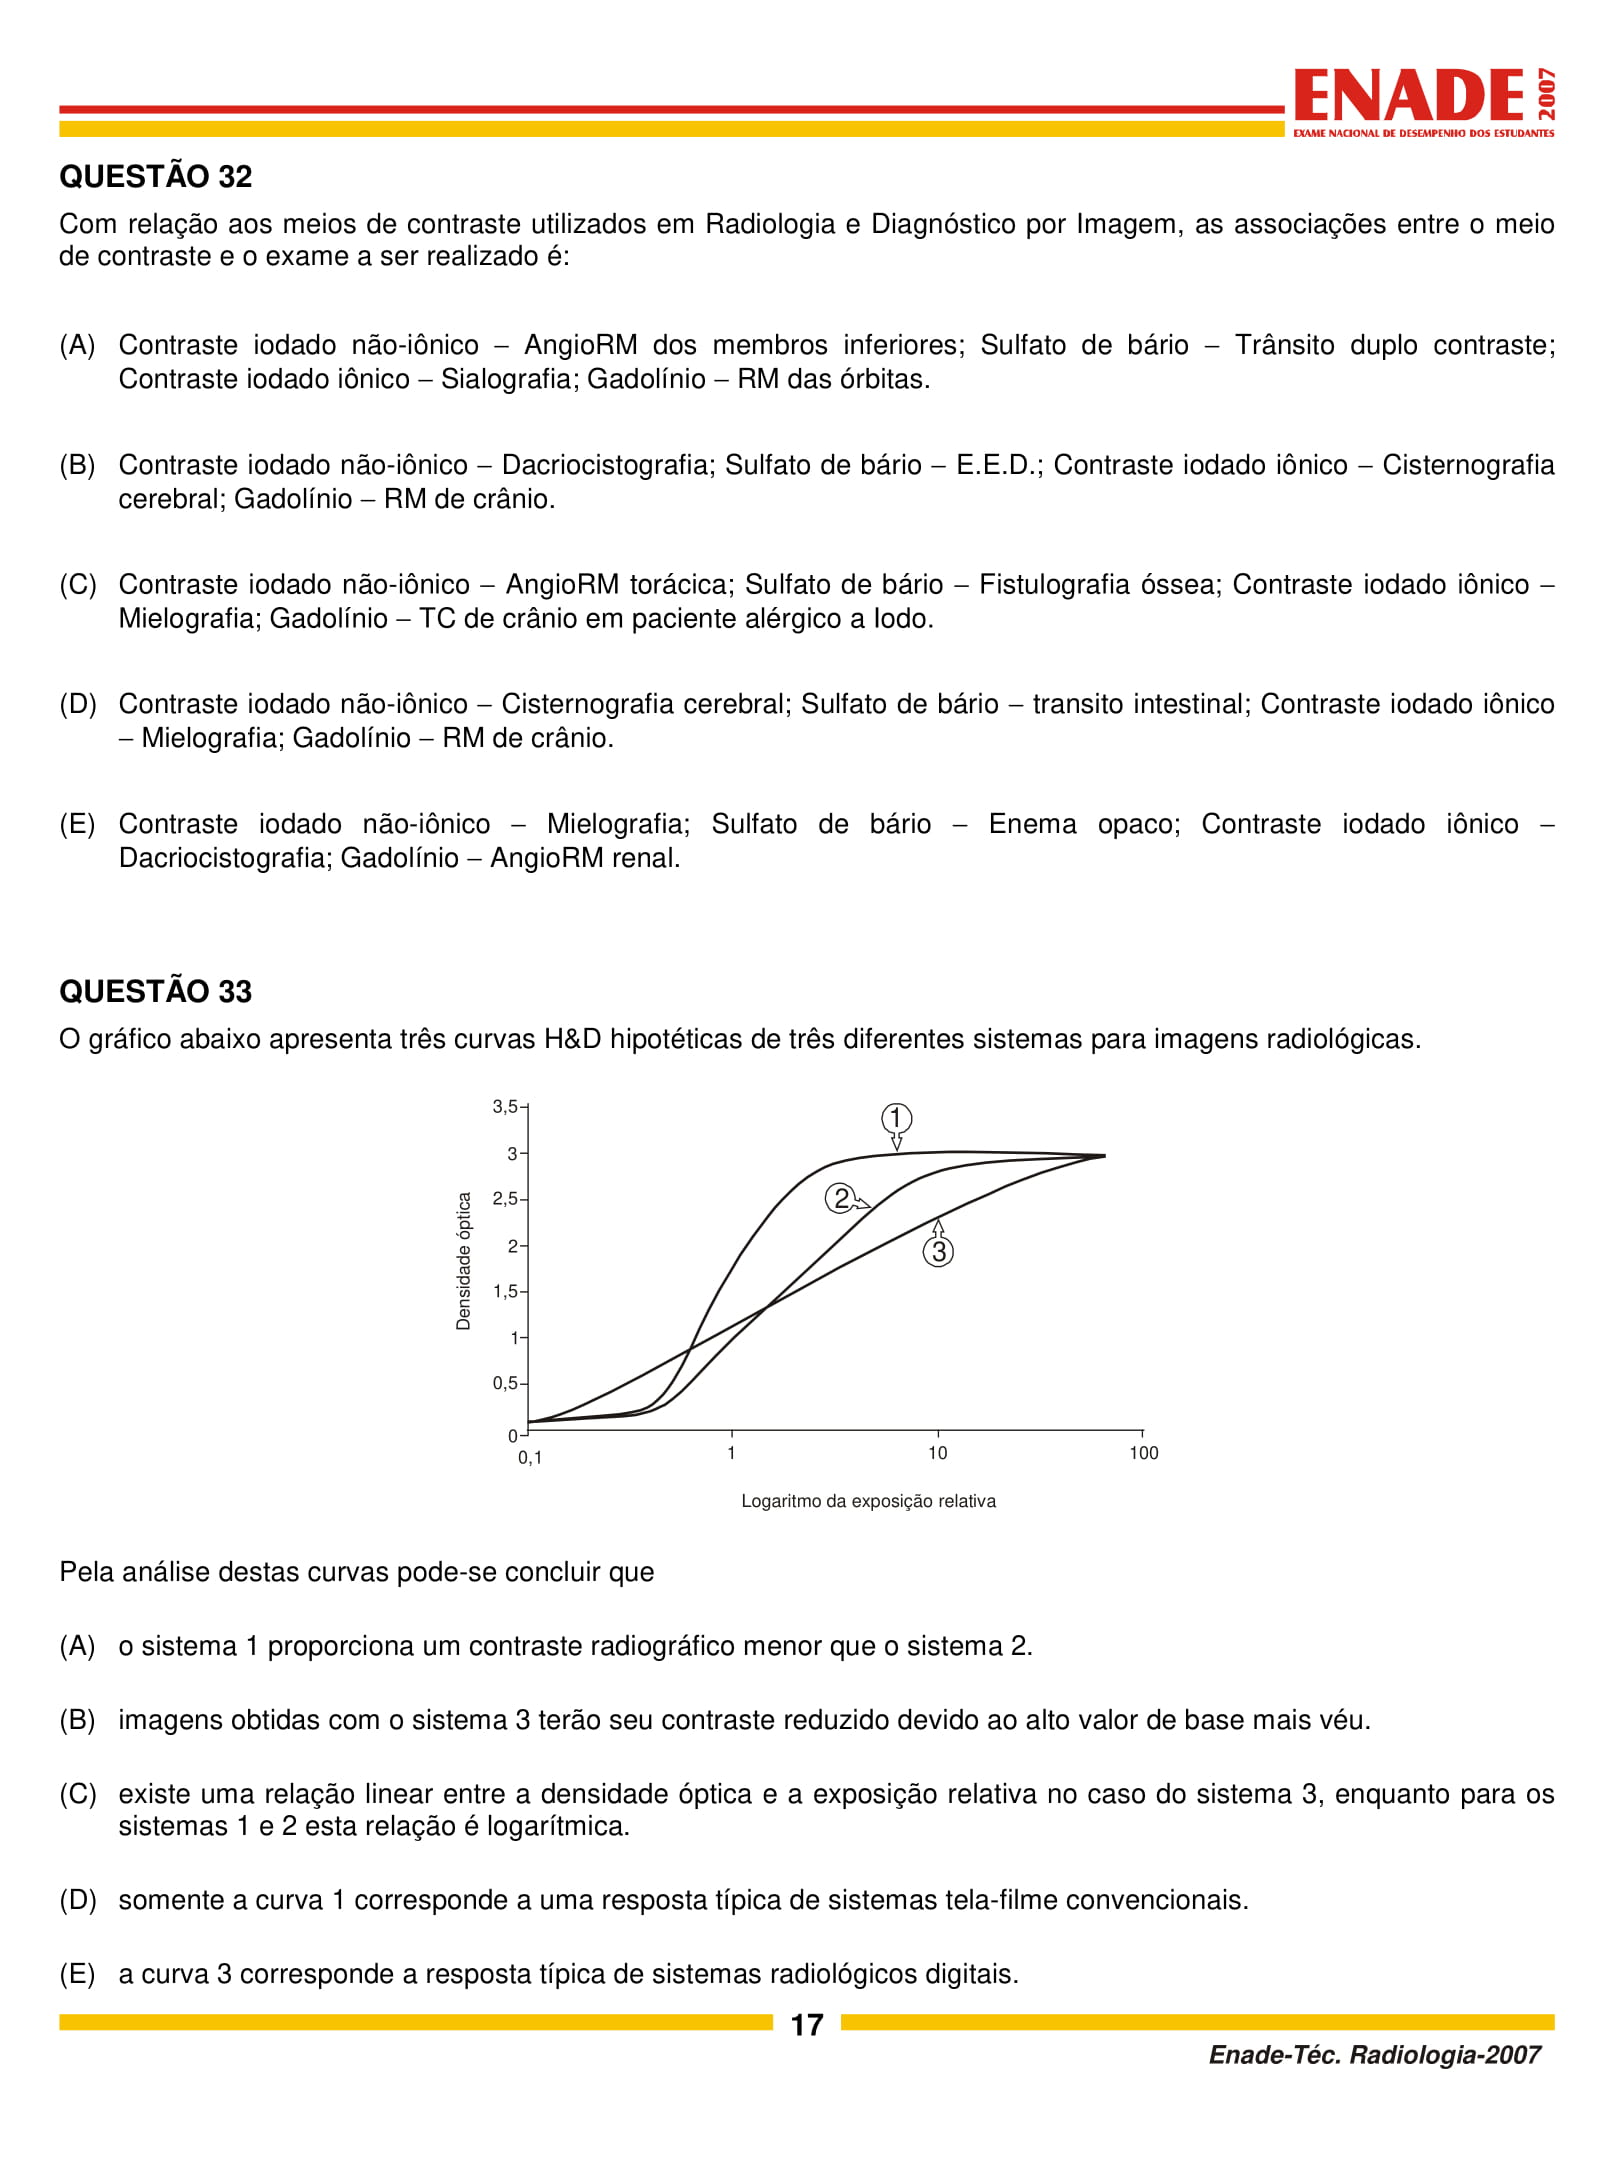 ENADE 2007
EXAME NACIONAL DE DESEMPENHO DOS ESTUDANTES
QUESTÃO 32
Com relação aos meios de contraste utilizados em Radiologia e Diagnóstico por Imagem, as associações entre o meio
de contraste e o exame a ser realizado é:
(A) Contraste iodado não-iônico – AngioRM dos membros inferiores; Sulfato de bário – Trânsito duplo contraste;
Contraste iodado iônico – Sialografia; Gadolínio – RM das órbitas.
(B) Contraste iodado não-iônico – Dacriocistografia; Sulfato de bário – E.E.D.; Contraste iodado iônico – Cisternografia
cerebral; Gadolínio – RM de crânio.
(C) Contraste iodado não-iônico – AngioRM torácica; Sulfato de bário – Fistulografia óssea; Contraste iodado iônico –
Mielografia; Gadolínio – TC de crânio em paciente alérgico a Iodo.
(D) Contraste iodado não-iônico – Cisternografia cerebral; Sulfato de bário – transito intestinal; Contraste iodado iônico
– Mielografia; Gadolínio – RM de crânio.
(E) Contraste iodado não-iônico – Mielografia; Sulfato de bário – Enema opaco; Contraste iodado iônico –
Dacriocistografia; Gadolínio – AngioRM renal.
QUESTÃO 33
O gráfico abaixo apresenta três curvas H&D hipotéticas de três diferentes sistemas para imagens radiológicas.
3,5
3
2,5
2
1,5
1
0,5
0
Densidade óptica
1
2
3
0,1 1 10 100
Logaritmo da exposição relativa
Pela análise destas curvas pode-se concluir que
(A) o sistema 1 proporciona um contraste radiográfico menor que o sistema 2.
(B) imagens obtidas com o sistema 3 terão seu contraste reduzido devido ao alto valor de base mais véu.
(C) existe uma relação linear entre a densidade óptica e a exposição relativa no caso do sistema 3, enquanto para os
sistemas 1 e 2 esta relação é logarítmica.
(D) somente a curva 1 corresponde a uma resposta típica de sistemas tela-filme convencionais.
(E) a curva 3 corresponde a resposta típica de sistemas radiológicos digitais.
17
Enade-Téc. Radiologia-2007